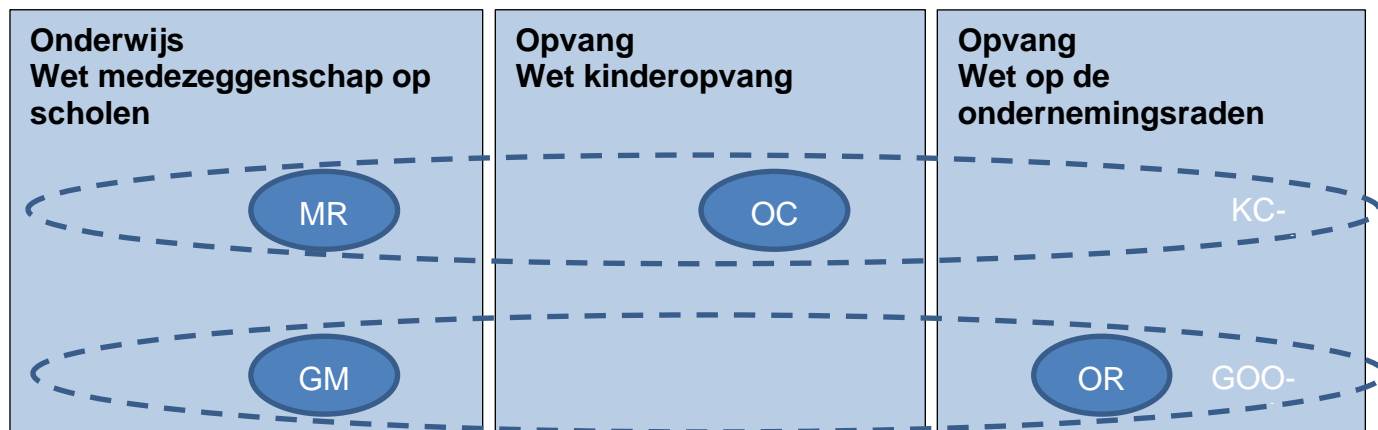 Onderwijs
Wet medezeggenschap op
scholen
Opvang
Wet kinderopvang
Opvang
Wet op de
ondernemingsraden
MR
OC
KC-
GM
OR
GOO-